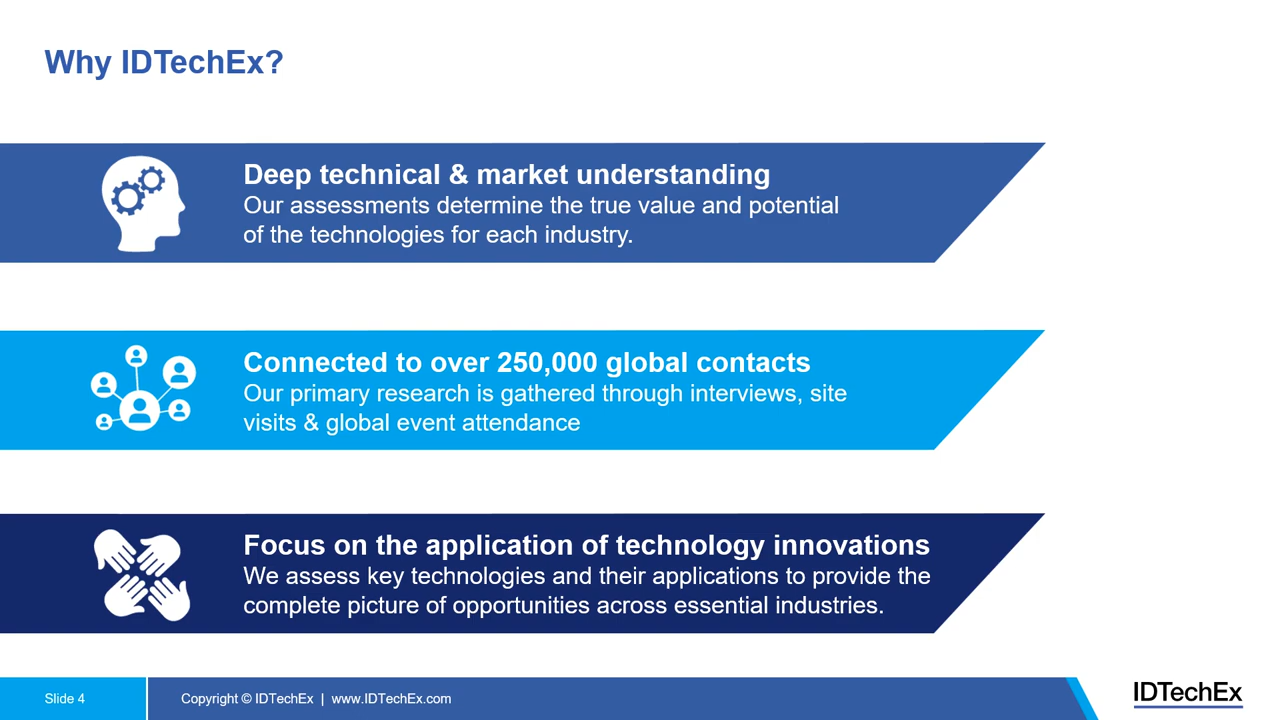 Why IDTechEx?
Deep technical & market understanding
Our assessments determine the true value and potential
of the technologies for each industry.
Connected to over 250,000 global contacts
Our primary research is gathered through interviews, site
visits & global event attendance
Focus on the application of technology innovations
We assess key technologies and their applications to provide the
complete picture of opportunities across essential industries.
Slide 4
Copyright © IDTechEx | www.IDTechEx.com
IDTechEx